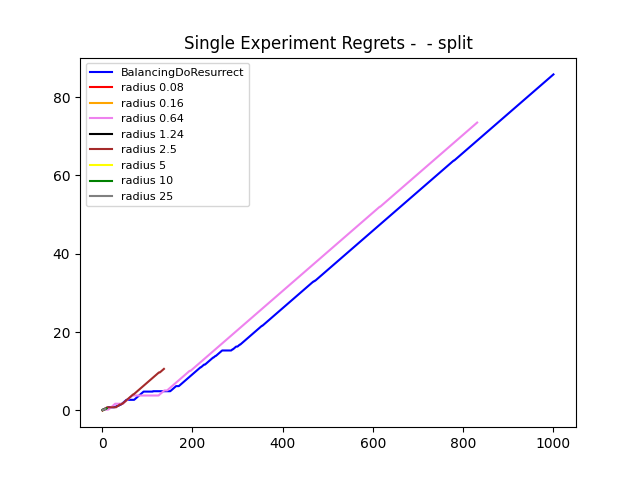 Single Experiment Regrets -  - split
BalancingDoResurrect
radius 0.08
radius 0.16
radius 0.64
radius 1.24
radius 2.5
radius 5
radius 10
radius 25
80
60
40
20
0
0 200 400 600 800 1000